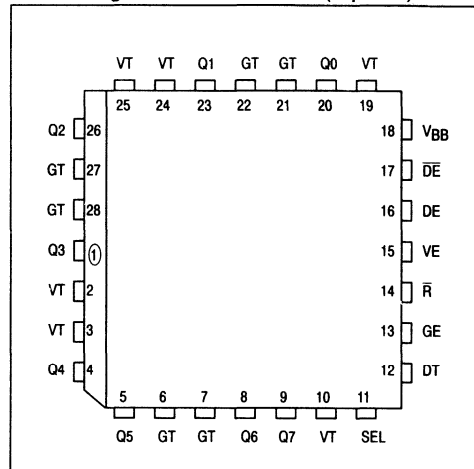 VT VT Q1 GT GT Q0 VT
25 24 23 22 21 20 19
Q2 26
GT 27
GT 28
Q3 1
VT 2
VT 3
Q4 4
18 VBB
17 D̅E̅
16 DE
15 VE
14 R̅
13 GE
12 DT
5 6 7 8 9 10 11
Q5 GT GT Q6 Q7 VT SEL